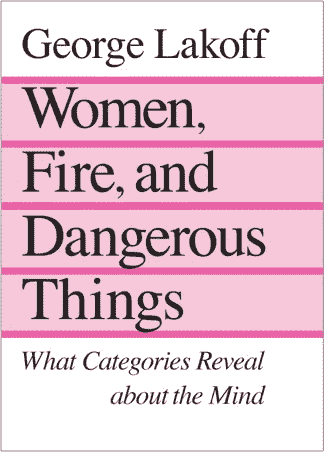 George Lakoff
Women,
Fire, and
Dangerous
Things
What Categories Reveal
about the Mind